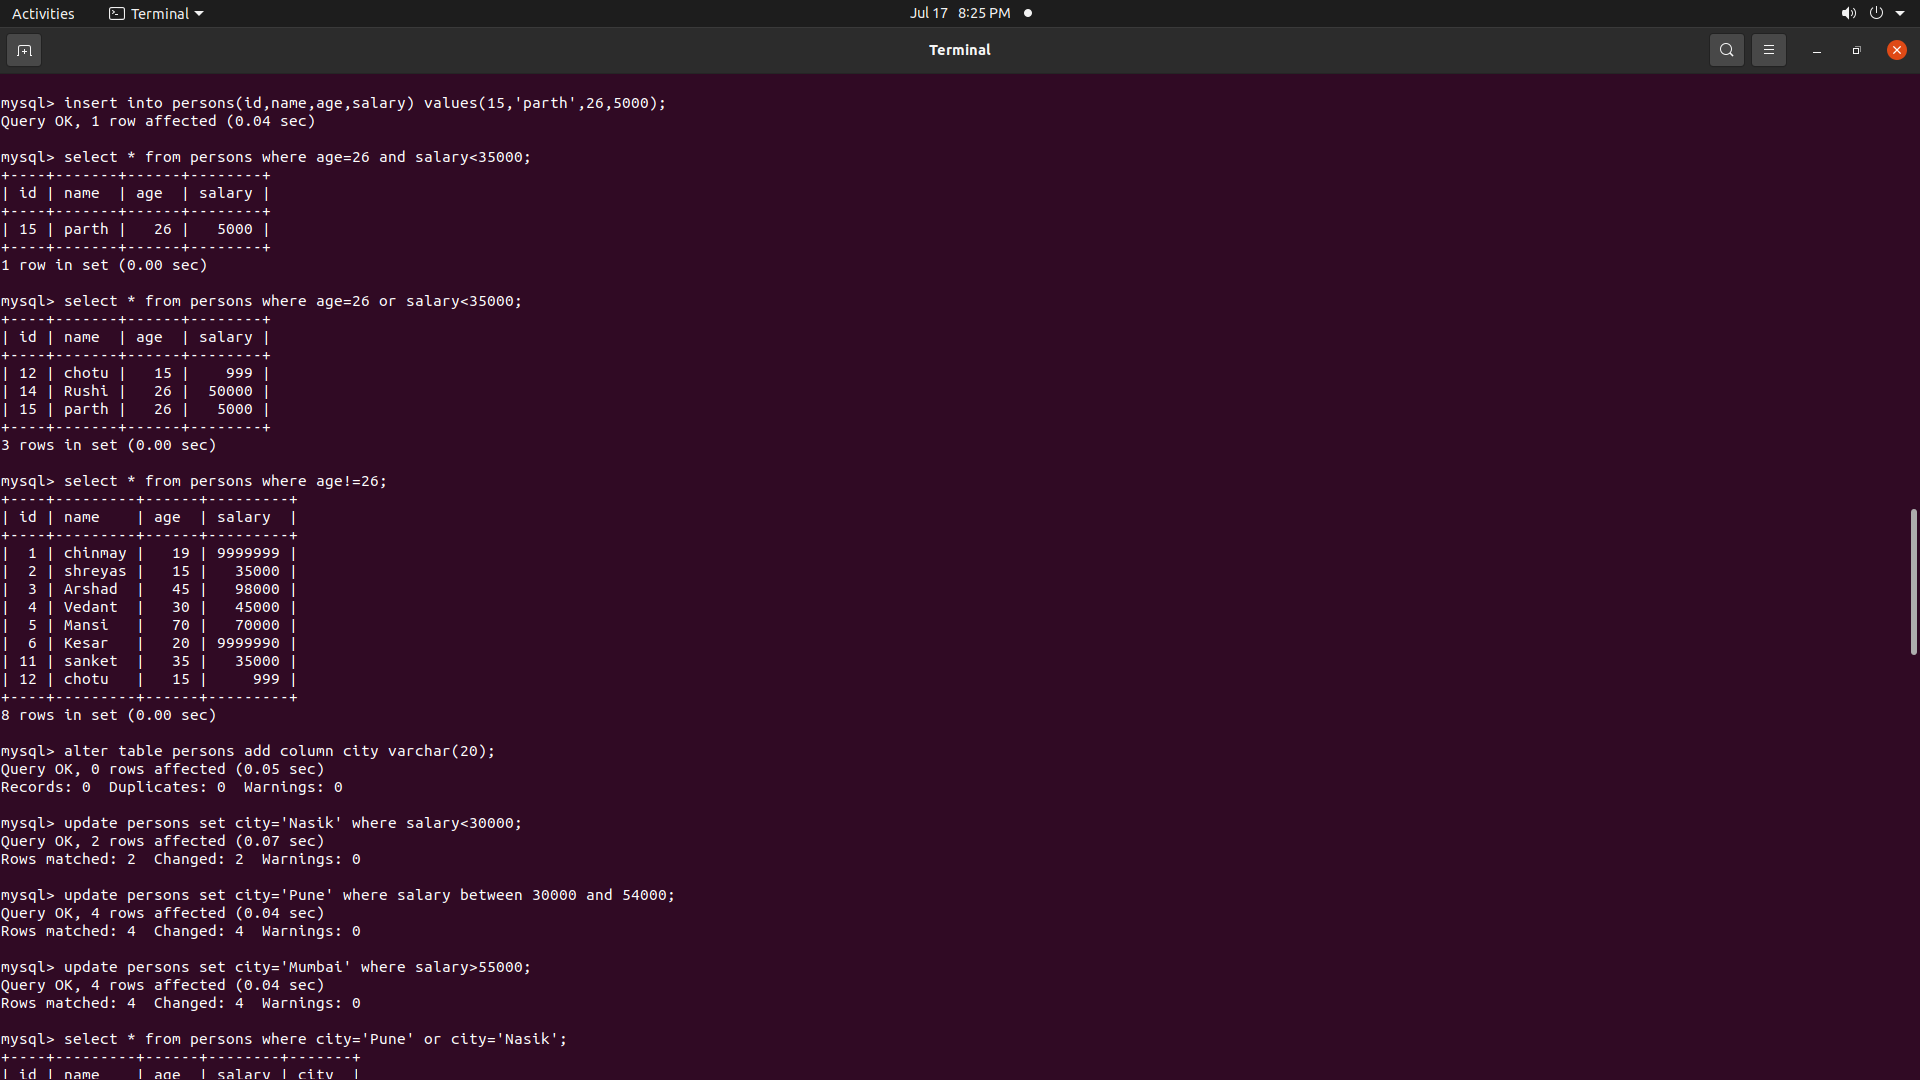 Activities Terminal Jul 17 8:25 PM
Terminal
mysql> insert into persons(id,name,age,salary) values(15,'parth',26,5000);
Query OK, 1 row affected (0.04 sec)
mysql> select * from persons where age=26 and salary<35000;
+----+-------+------+--------+
| id | name  | age  | salary |
+----+-------+------+--------+
| 15 | parth |   26 |   5000 |
+----+-------+------+--------+
1 row in set (0.00 sec)
mysql> select * from persons where age=26 or salary<35000;
+----+-------+------+--------+
| id | name  | age  | salary |
+----+-------+------+--------+
| 12 | chotu |   15 |    999 |
| 14 | Rushi |   26 |  50000 |
| 15 | parth |   26 |   5000 |
+----+-------+------+--------+
3 rows in set (0.00 sec)
mysql> select * from persons where age!=26;
+----+---------+------+---------+
| id | name    | age  | salary  |
+----+---------+------+---------+
|  1 | chinmay |   19 | 9999999 |
|  2 | shreyas |   15 |   35000 |
|  3 | Arshad  |   45 |   98000 |
|  4 | Vedant  |   30 |   45000 |
|  5 | Mansi   |   70 |   70000 |
|  6 | Kesar   |   20 | 9999990 |
| 11 | sanket  |   35 |   35000 |
| 12 | chotu   |   15 |     999 |
+----+---------+------+---------+
8 rows in set (0.00 sec)
mysql> alter table persons add column city varchar(20);
Query OK, 0 rows affected (0.05 sec)
Records: 0  Duplicates: 0  Warnings: 0
mysql> update persons set city='Nasik' where salary<30000;
Query OK, 2 rows affected (0.07 sec)
Rows matched: 2  Changed: 2  Warnings: 0
mysql> update persons set city='Pune' where salary between 30000 and 54000;
Query OK, 4 rows affected (0.04 sec)
Rows matched: 4  Changed: 4  Warnings: 0
mysql> update persons set city='Mumbai' where salary>55000;
Query OK, 4 rows affected (0.04 sec)
Rows matched: 4  Changed: 4  Warnings: 0
mysql> select * from persons where city='Pune' or city='Nasik';
+----+---------+------+--------+-------+
| id | name    | age  | salary | city  |